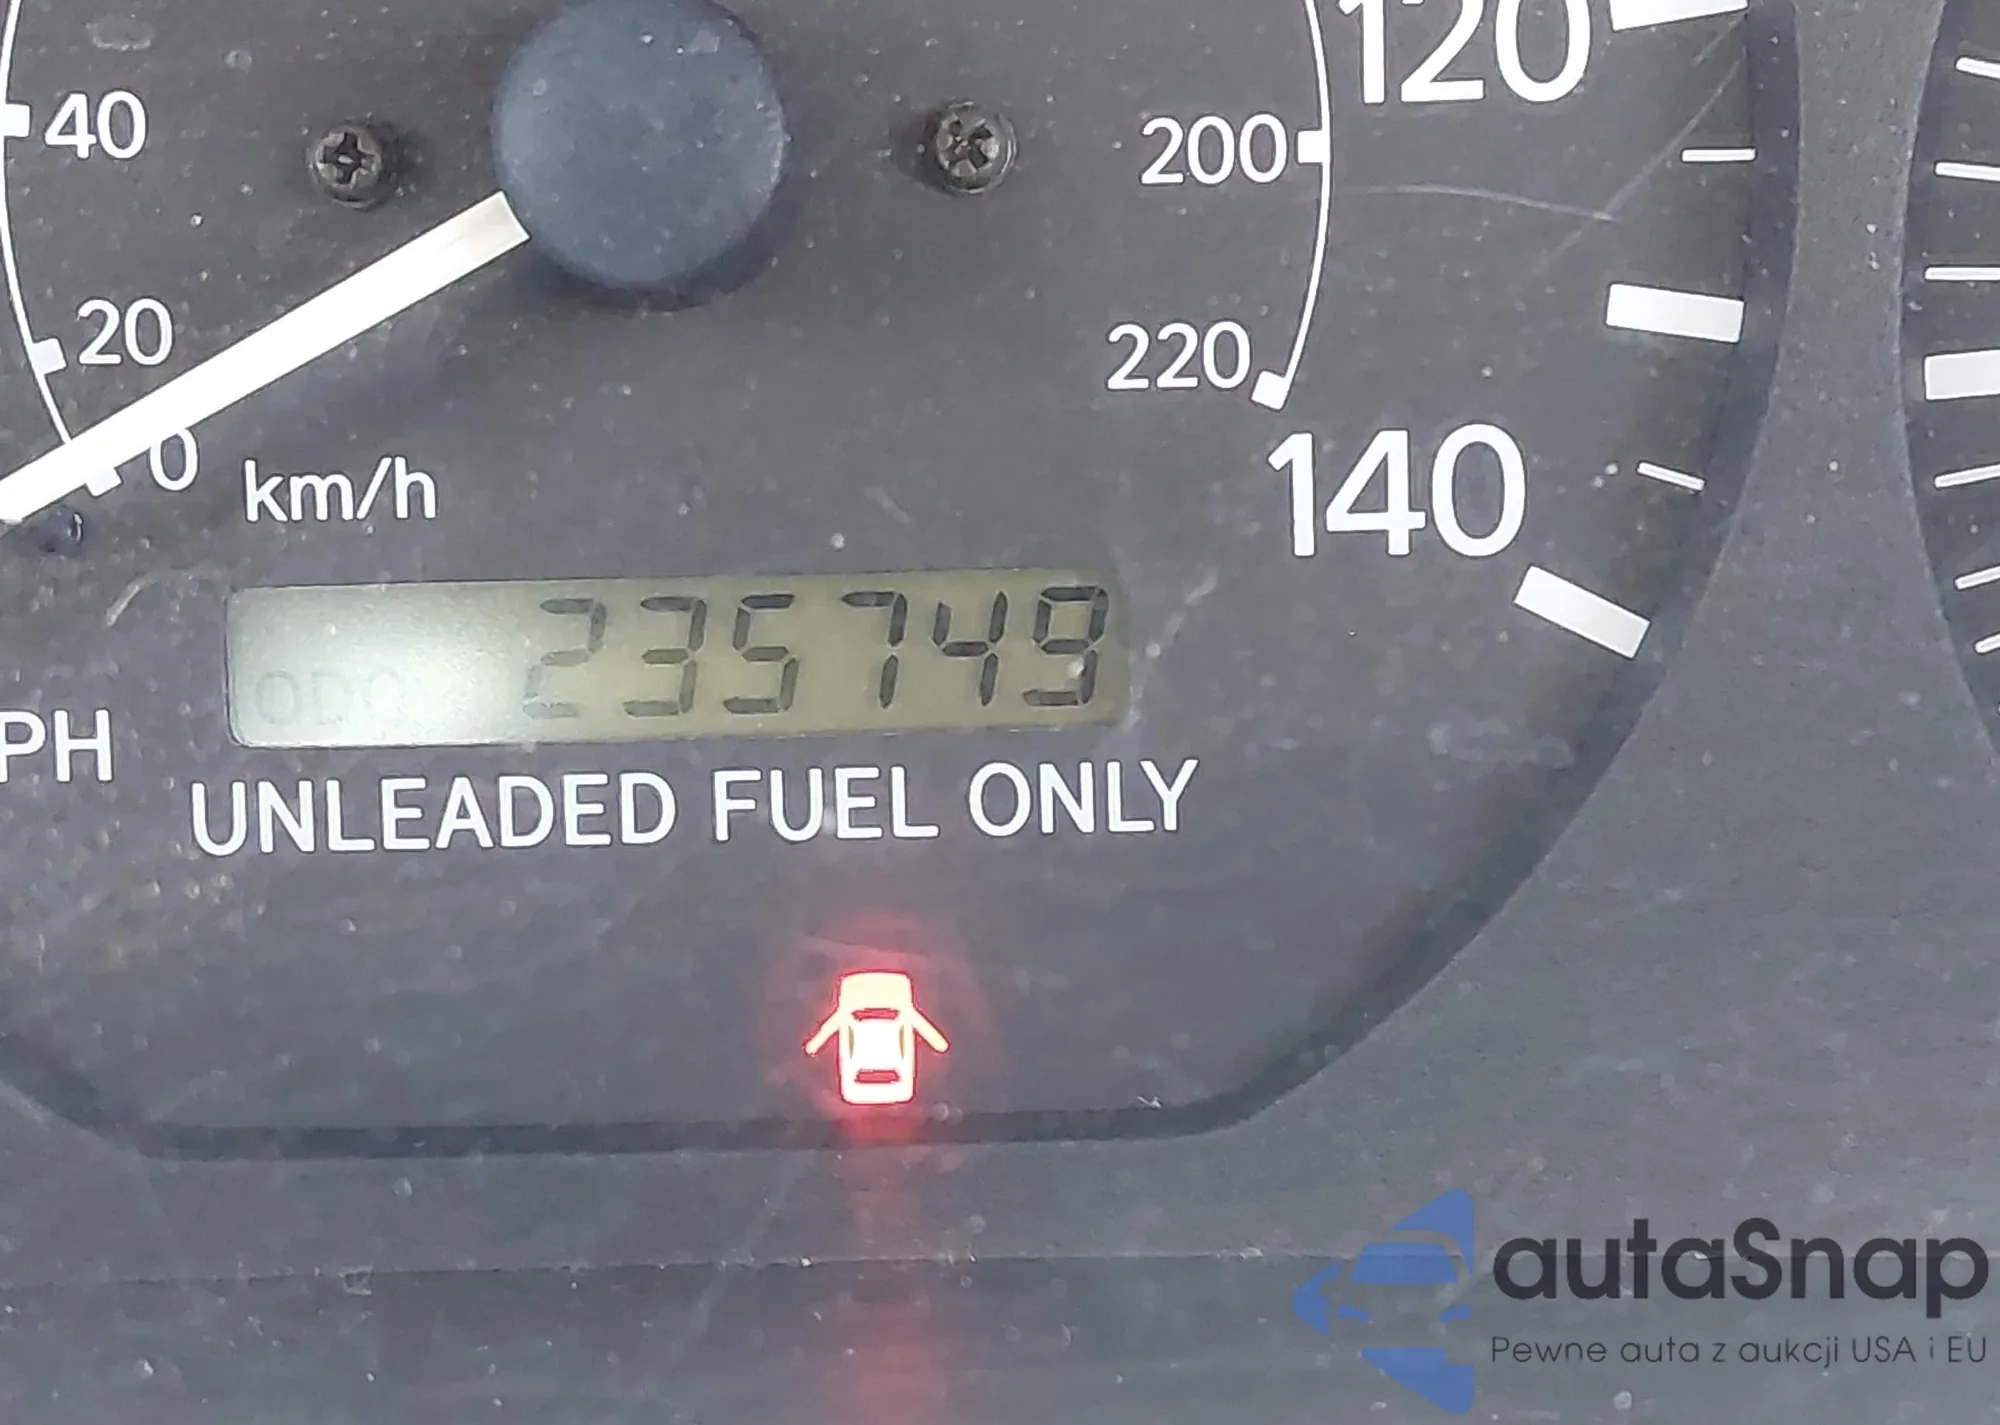 120
40
200
20
220
0
km/h
140
ODO 235749
PH
UNLEADED FUEL ONLY
autaSnap
Pewne auta z aukcji USA i EU